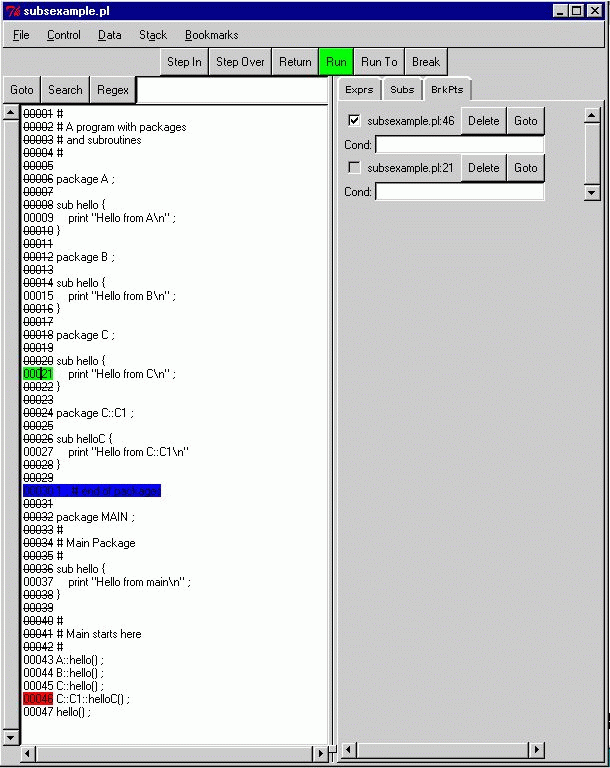 subsexample.pl
File Control Data Stack Bookmarks
Step In Step Over Return Run Run To Break
Goto Search Regex
Exprs Subs BrkPts
subsexample.pl:46 Delete Goto
Cond:
subsexample.pl:21 Delete Goto
Cond:
00001 #
00002 # A program with packages
00003 # and subroutines
00004 #
00005
00006 package A ;
00007
00008 sub hello {
00009 print "Hello from A\n" ;
00010 }
00011
00012 package B ;
00013
00014 sub hello {
00015 print "Hello from B\n" ;
00016 }
00017
00018 package C ;
00019
00020 sub hello {
00021 print "Hello from C\n" ;
00022 }
00023
00024 package C::C1 ;
00025
00026 sub helloC {
00027 print "Hello from C::C1\n"
00028 }
00029
00030 1 ; # end of packages
00031
00032 package MAIN ;
00033 #
00034 # Main Package
00035 #
00036 sub hello {
00037 print "Hello from main\n" ;
00038 }
00039
00040 #
00041 # Main starts here
00042 #
00043 A::hello() ;
00044 B::hello() ;
00045 C::hello() ;
00046 C::C1::helloC() ;
00047 hello() ;